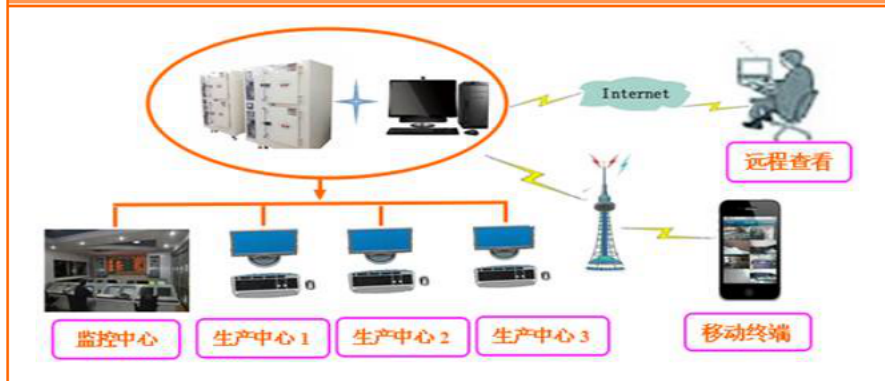 Internet
远程查看
监控中心
生产中心 1
生产中心 2
生产中心 3
移动终端